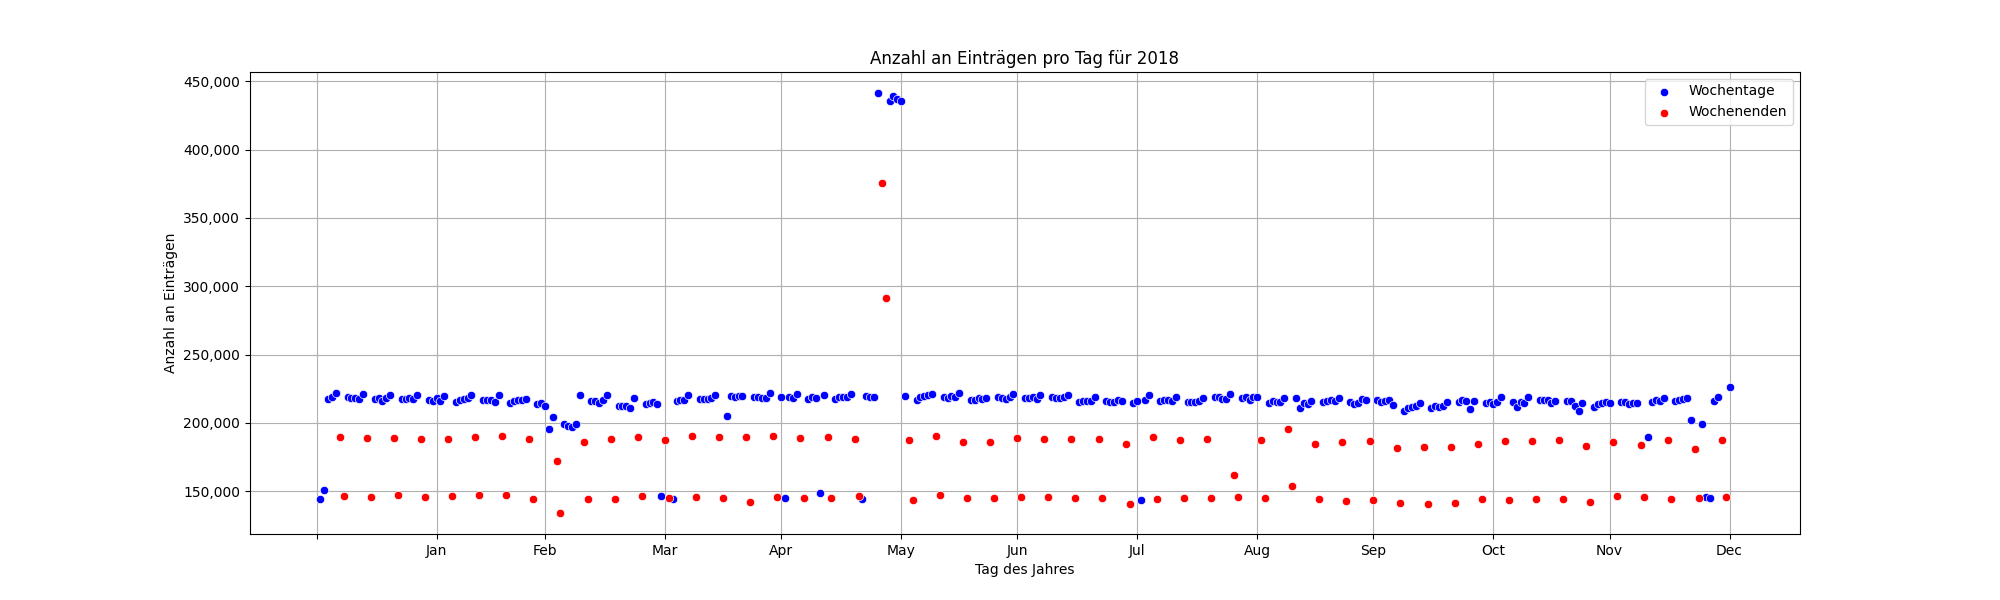 Anzahl an Einträgen pro Tag für 2018
450,000
400,000
350,000
300,000
250,000
200,000
150,000
Anzahl an Einträgen
Wochentage
Wochenenden
Jan Feb Mar Apr May Jun Jul Aug Sep Oct Nov Dec
Tag des Jahres